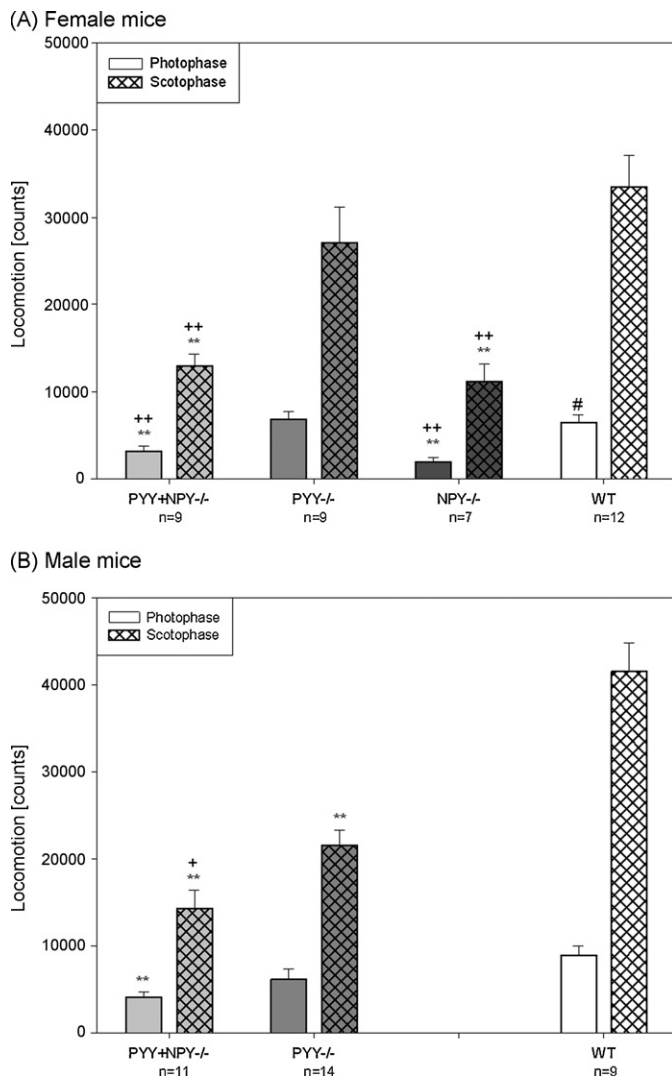 (A) Female mice
50000
Photophase
Scotophase
40000
30000
20000
10000
0
Locomotion [counts]
++
**
++
**
++
**
++
**
#
PYY+NPY-/-
PYY-/-
NPY-/-
WT
n=9
n=9
n=7
n=12
(B) Male mice
50000
Photophase
Scotophase
40000
30000
20000
10000
0
Locomotion [counts]
**
+
**
**
PYY+NPY-/-
PYY-/-
WT
n=11
n=14
n=9